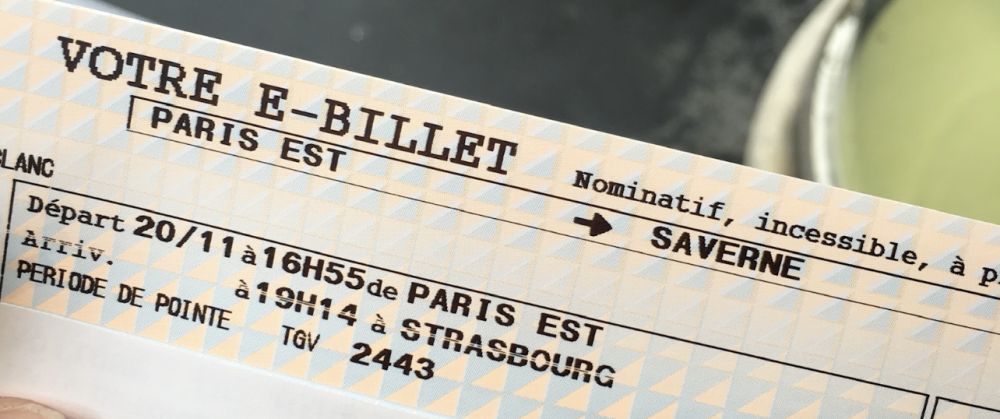 VOTRE E-BILLET
Nominatif, incessible, à
PARIS EST → SAVERNE
Départ 20/11 à 16H55 de PARIS EST
Arriv. à 19H14 à STRASBOURG
PERIODE DE POINTE TGV 2443